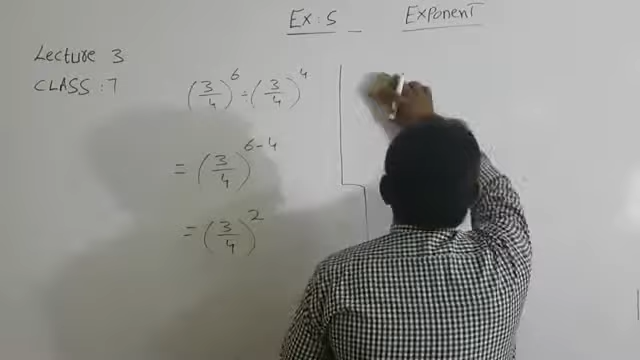 Ex: 5 Exponent
Lecture 3
CLASS: 7
(3/4)^6 ÷ (3/4)^4
= (3/4)^6-4
= (3/4)^2